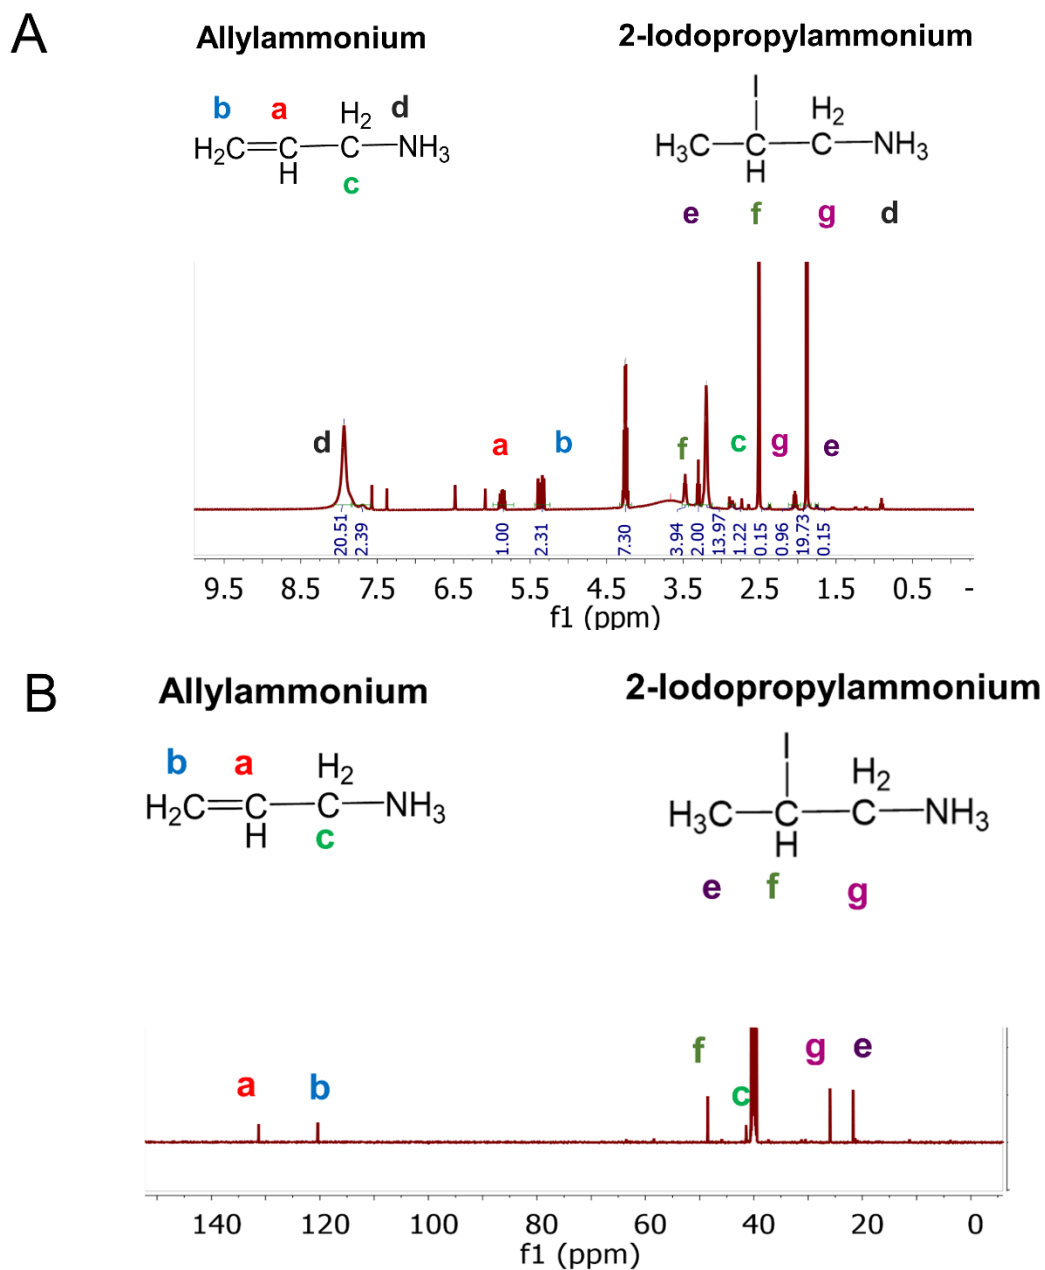 A
Allylammonium
2-Iodopropylammonium
b a H2 d
H2C C C NH3
H
c
I
H2
H3C C C NH3
H
e f g d
d a b f c g e
20.51 2.39 1.00 2.31 7.30 3.94 2.00 13.97 1.22 0.15 0.96 19.73 0.15
9.5 8.5 7.5 6.5 5.5 4.5 3.5 2.5 1.5 0.5 -
f1 (ppm)
B
Allylammonium
2-Iodopropylammonium
b a H2
H2C C C NH3
H
c
I
H2
H3C C C NH3
H
e f g
a b f c g e
140 120 100 80 60 40 20 0
f1 (ppm)